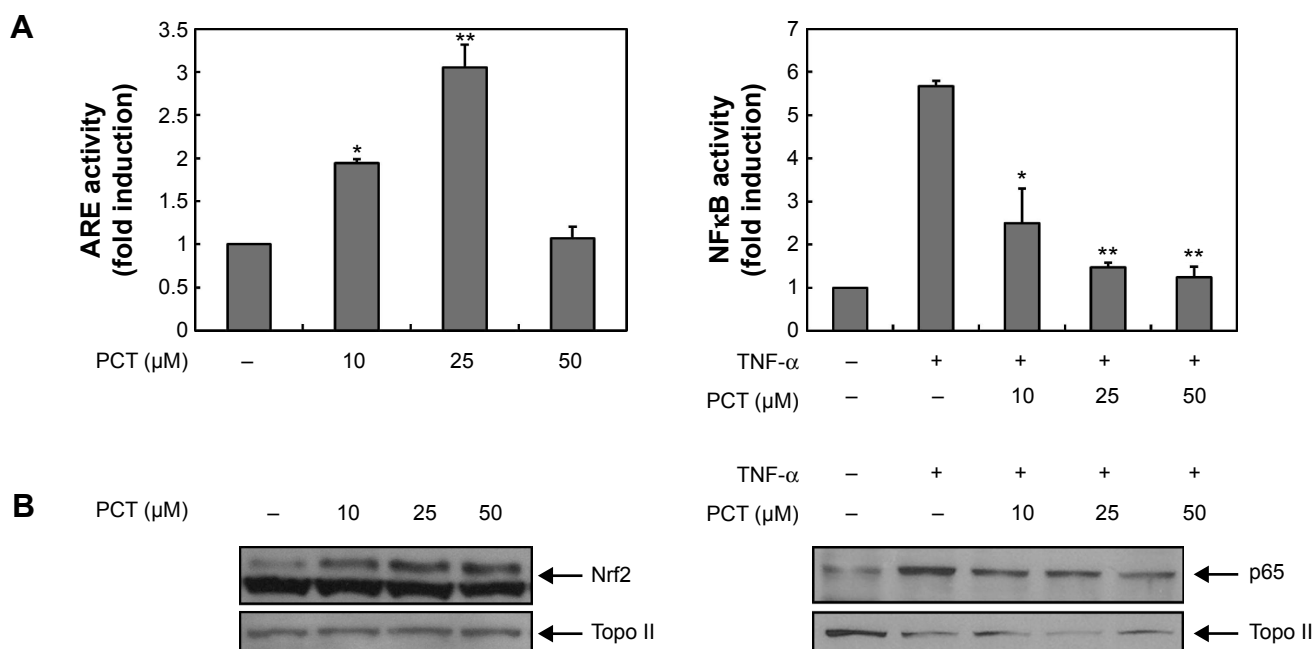 A
ARE activity
(fold induction)
3.5
3
2.5
2
1.5
1
0.5
0
*
**
PCT (µM) – 10 25 50
NFκB activity
(fold induction)
7
6
5
4
3
2
1
0
*
**
**
TNF-α – + + + +
PCT (µM) – – 10 25 50
B
PCT (µM) – 10 25 50
Nrf2
Topo II
TNF-α – + + + +
PCT (µM) – – 10 25 50
p65
Topo II